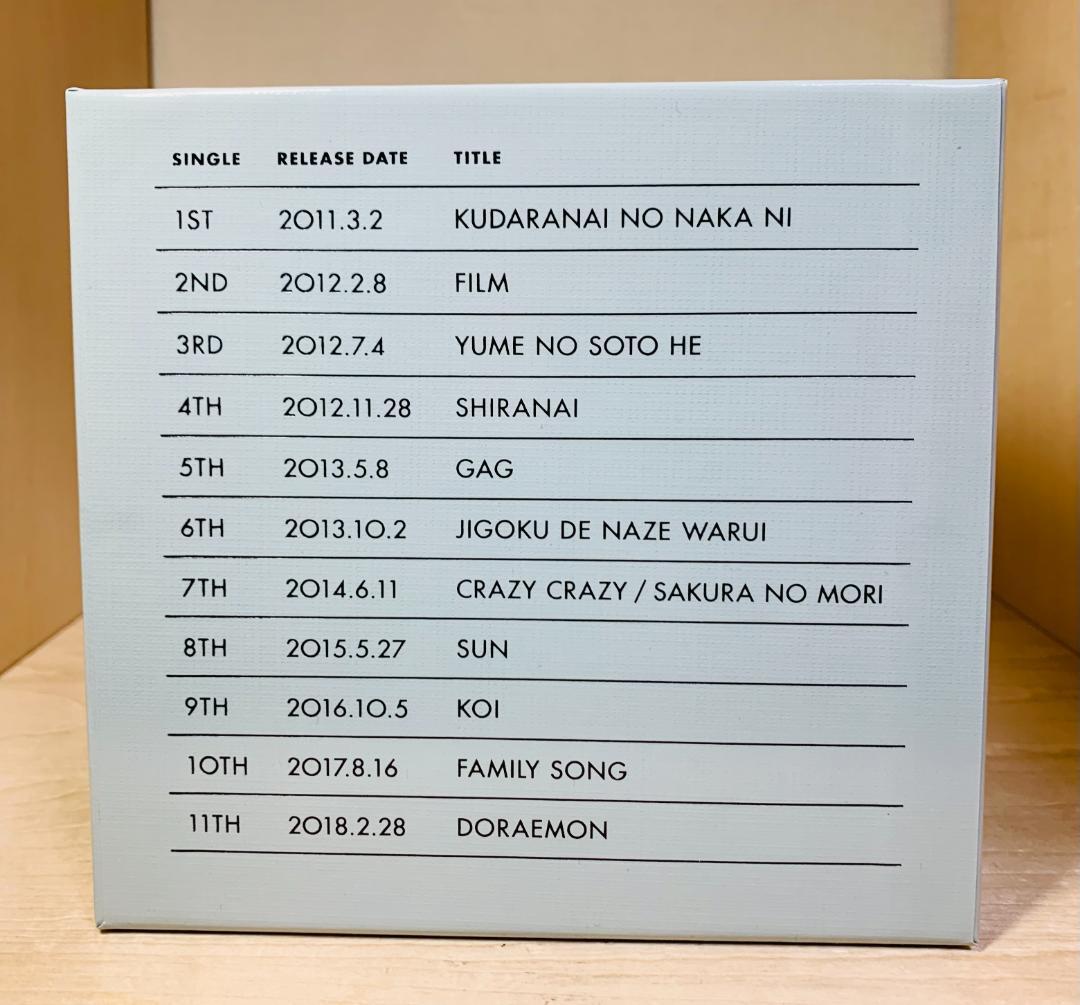 SINGLE RELEASE DATE TITLE
1ST 2011.3.2 KUDARANAI NO NAKA NI
2ND 2012.2.8 FILM
3RD 2012.7.4 YUME NO SOTO HE
4TH 2012.11.28 SHIRANAI
5TH 2013.5.8 GAG
6TH 2013.10.2 JIGOKU DE NAZE WARUI
7TH 2014.6.11 CRAZY CRAZY / SAKURA NO MORI
8TH 2015.5.27 SUN
9TH 2016.10.5 KOI
10TH 2017.8.16 FAMILY SONG
11TH 2018.2.28 DORAEMON